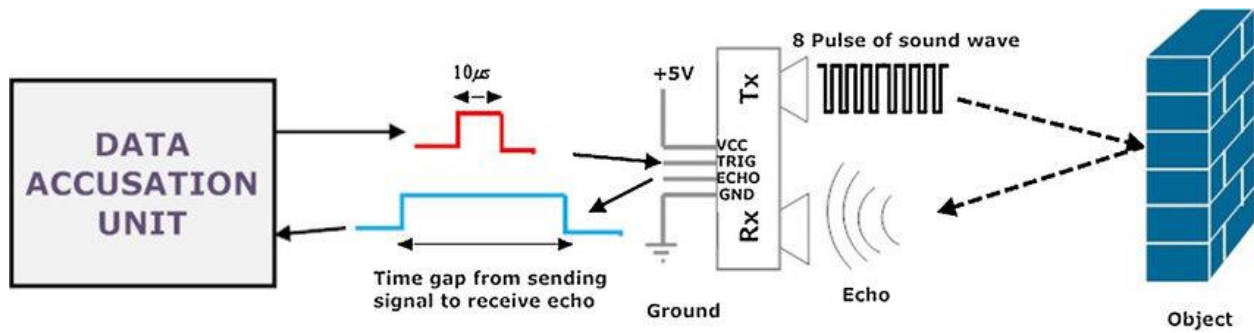 DATA
ACCUSATION
UNIT
10μs
Time gap from sending
signal to receive echo
+5V
VCC
TRIG
ECHO
GND
Ground
Tx
Rx
8 Pulse of sound wave
Echo
Object